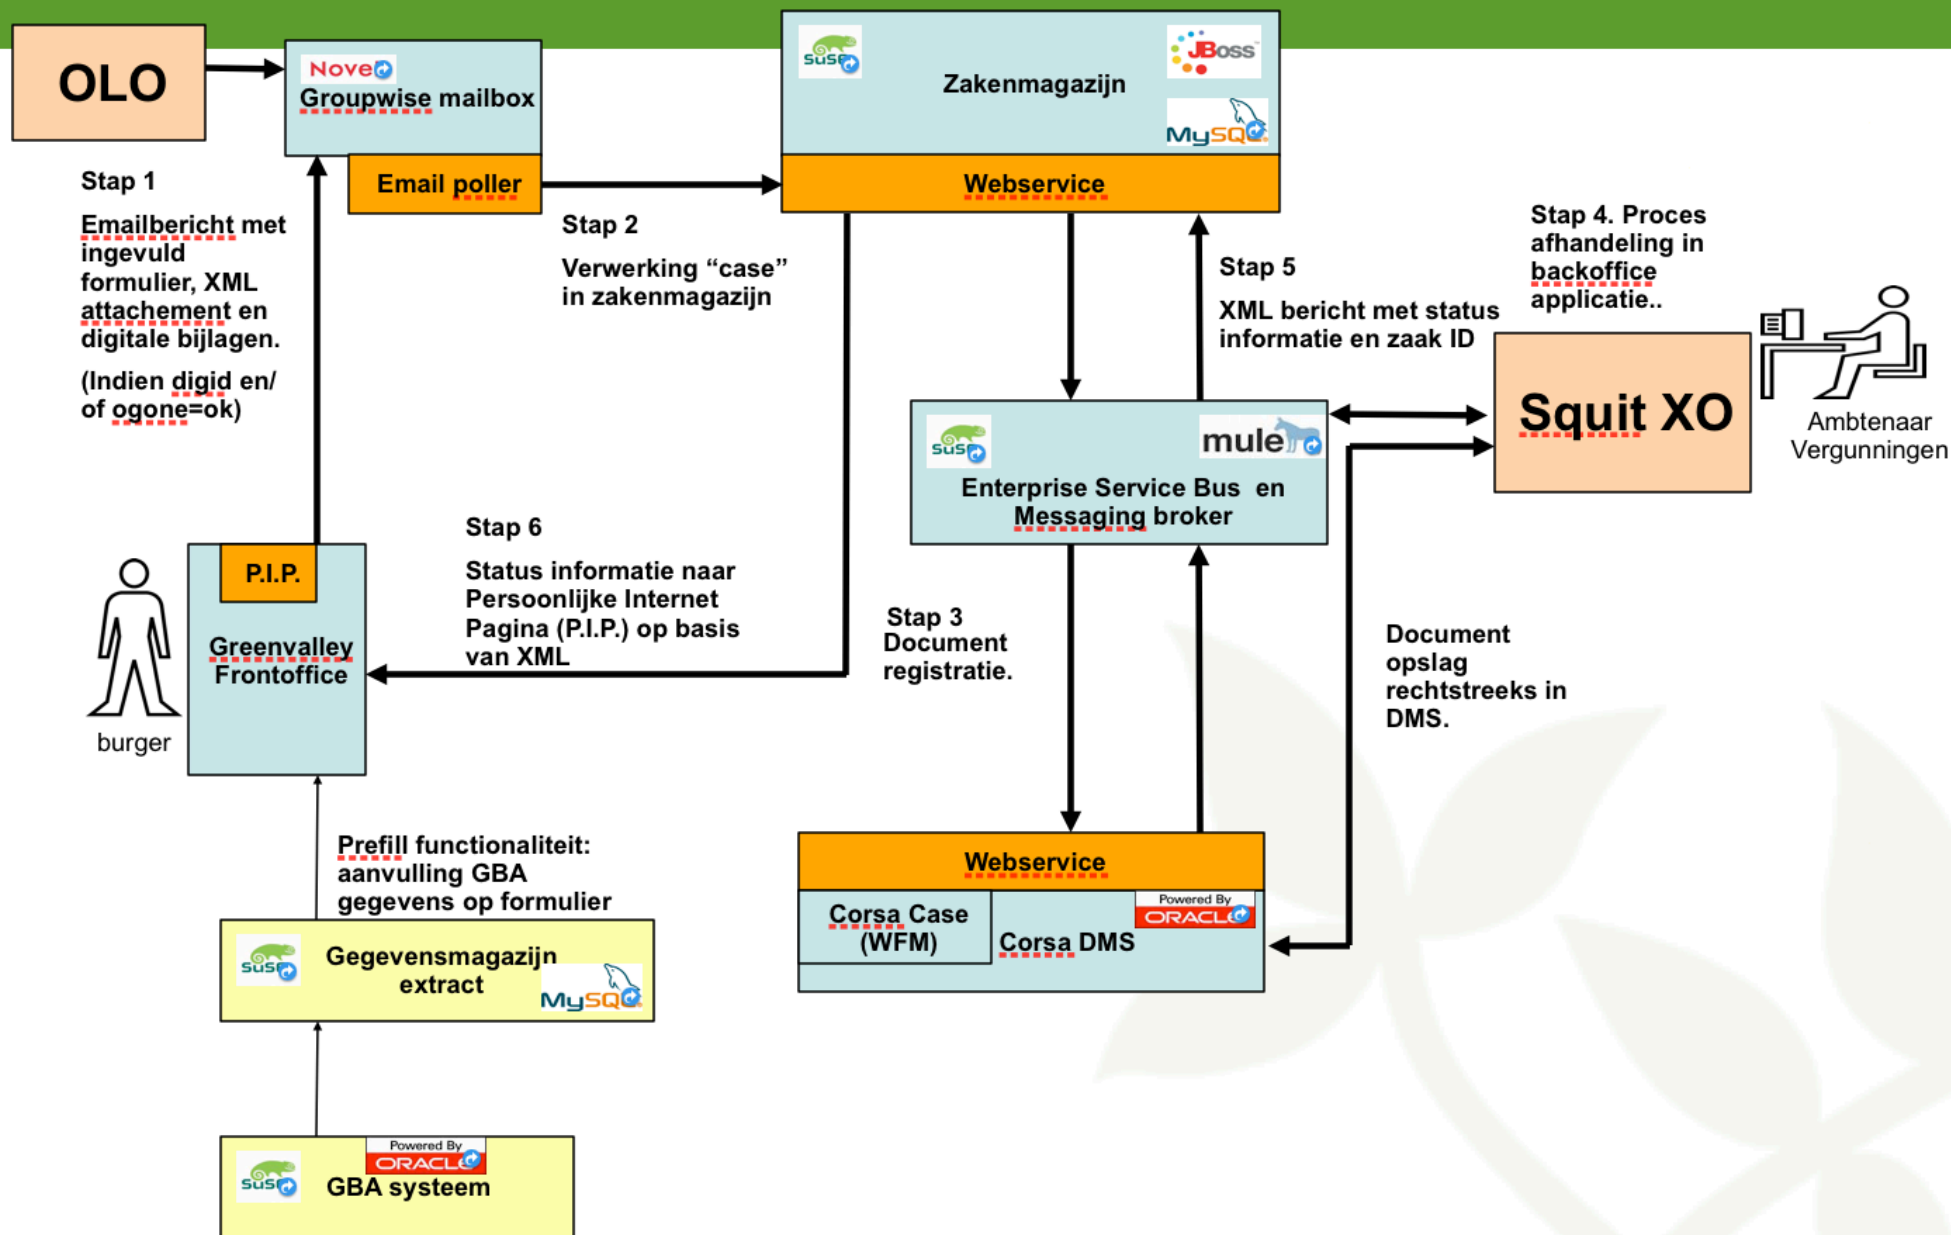 OLO
Novell
Groupwise mailbox
Email poller
SUSE
JBoss
Zakenmagazijn
MySQL
Webservice
Stap 1
Emailbericht met
ingevuld
formulier, XML
attachement en
digitale bijlagen.
(Indien digid en/
of ogone=ok)
Stap 2
Verwerking “case”
in zakenmagazijn
Stap 5
XML bericht met status
informatie en zaak ID
Stap 4. Proces
afhandeling in
backoffice
applicatie..
Squit XO
Ambtenaar
Vergunningen
SUSE
mule
Enterprise Service Bus en
Messaging broker
Stap 6
Status informatie naar
Persoonlijke Internet
Pagina (P.I.P.) op basis
van XML
P.I.P.
Greenvalley
Frontoffice
burger
Stap 3
Document
registratie.
Document
opslag
rechtstreeks in
DMS.
Prefill functionaliteit:
aanvulling GBA
gegevens op formulier
Webservice
Corsa Case
(WFM)
Corsa DMS
Powered By
ORACLE
SUSE
Gegevensmagazijn
extract
MySQL
Powered By
ORACLE
SUSE
GBA systeem